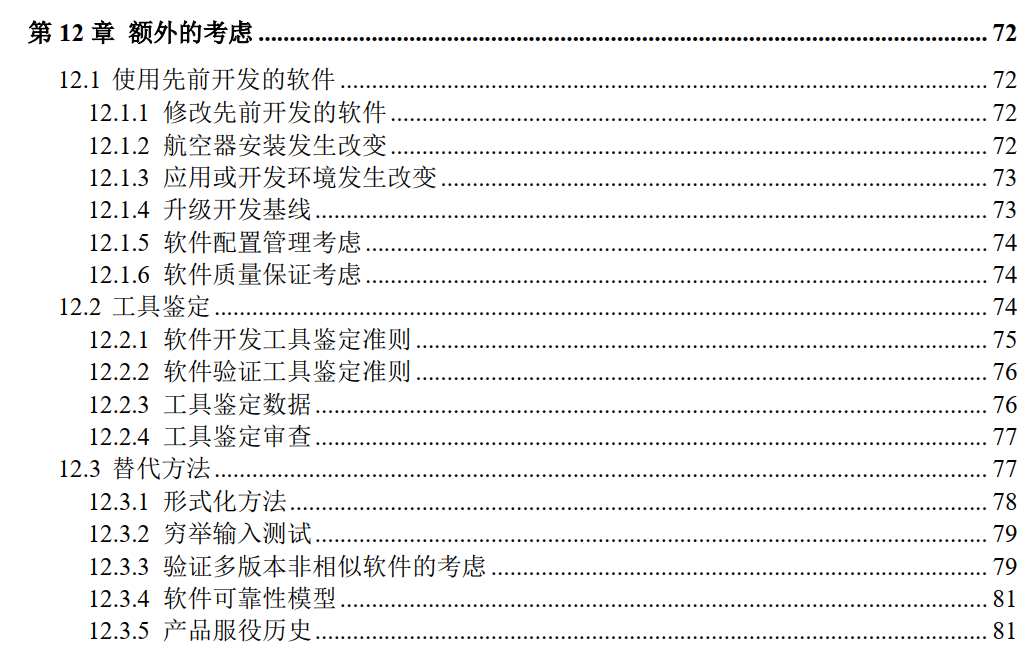 第 12 章 额外的考虑 ........ 72
12.1 使用先前开发的软件 ........ 72
12.1.1 修改先前开发的软件 ........ 72
12.1.2 航空器安装发生改变 ........ 72
12.1.3 应用或开发环境发生改变 ........ 73
12.1.4 升级开发基线 ........ 73
12.1.5 软件配置管理考虑 ........ 74
12.1.6 软件质量保证考虑 ........ 74
12.2 工具鉴定 ........ 74
12.2.1 软件开发工具鉴定准则 ........ 75
12.2.2 软件验证工具鉴定准则 ........ 76
12.2.3 工具鉴定数据 ........ 76
12.2.4 工具鉴定审查 ........ 77
12.3 替代方法 ........ 77
12.3.1 形式化方法 ........ 78
12.3.2 穷举输入测试 ........ 79
12.3.3 验证多版本非相似软件的考虑 ........ 79
12.3.4 软件可靠性模型 ........ 81
12.3.5 产品服役历史 ........ 81